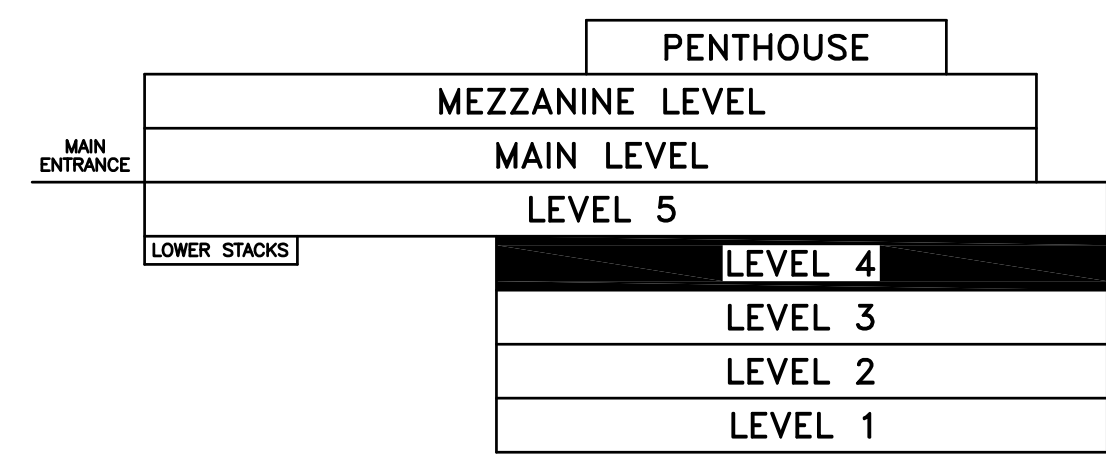 PENTHOUSE
MEZZANINE LEVEL
MAIN
ENTRANCE
MAIN LEVEL
LEVEL 5
LOWER STACKS
LEVEL 4
LEVEL 3
LEVEL 2
LEVEL 1